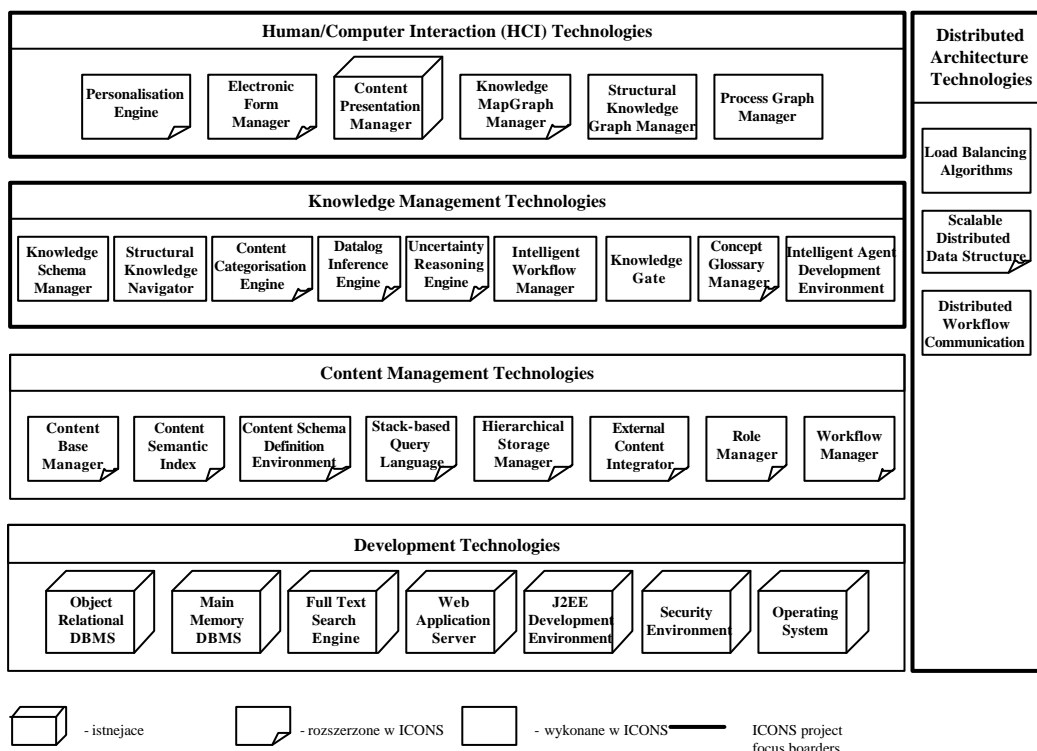 Human/Computer Interaction (HCI) Technologies
Personalisation
Engine
Electronic
Form
Manager
Content
Presentation
Manager
Knowledge
MapGraph
Manager
Structural
Knowledge
Graph Manager
Process Graph
Manager
Distributed
Architecture
Technologies
Load Balancing
Algorithms
Scalable
Distributed
Data Structure
Distributed
Workflow
Communication
Knowledge Management Technologies
Knowledge
Schema
Manager
Structural
Knowledge
Navigator
Content
Categorisation
Engine
Datalog
Inference
Engine
Uncertainty
Reasoning
Engine
Intelligent
Workflow
Manager
Knowledge
Gate
Concept
Glossary
Manager
Intelligent Agent
Development
Environment
Content Management Technologies
Content
Base
Manager
Content
Semantic
Index
Content Schema
Definition
Environment
Stack-based
Query
Language
Hierarchical
Storage
Manager
External
Content
Integrator
Role
Manager
Workflow
Manager
Development Technologies
Object
Relational
DBMS
Main
Memory
DBMS
Full Text
Search
Engine
Web
Application
Server
J2EE
Development
Environment
Security
Environment
Operating
System
- istnejace
- rozszerzone w ICONS
- wykonane w ICONS
ICONS project
focus boarders